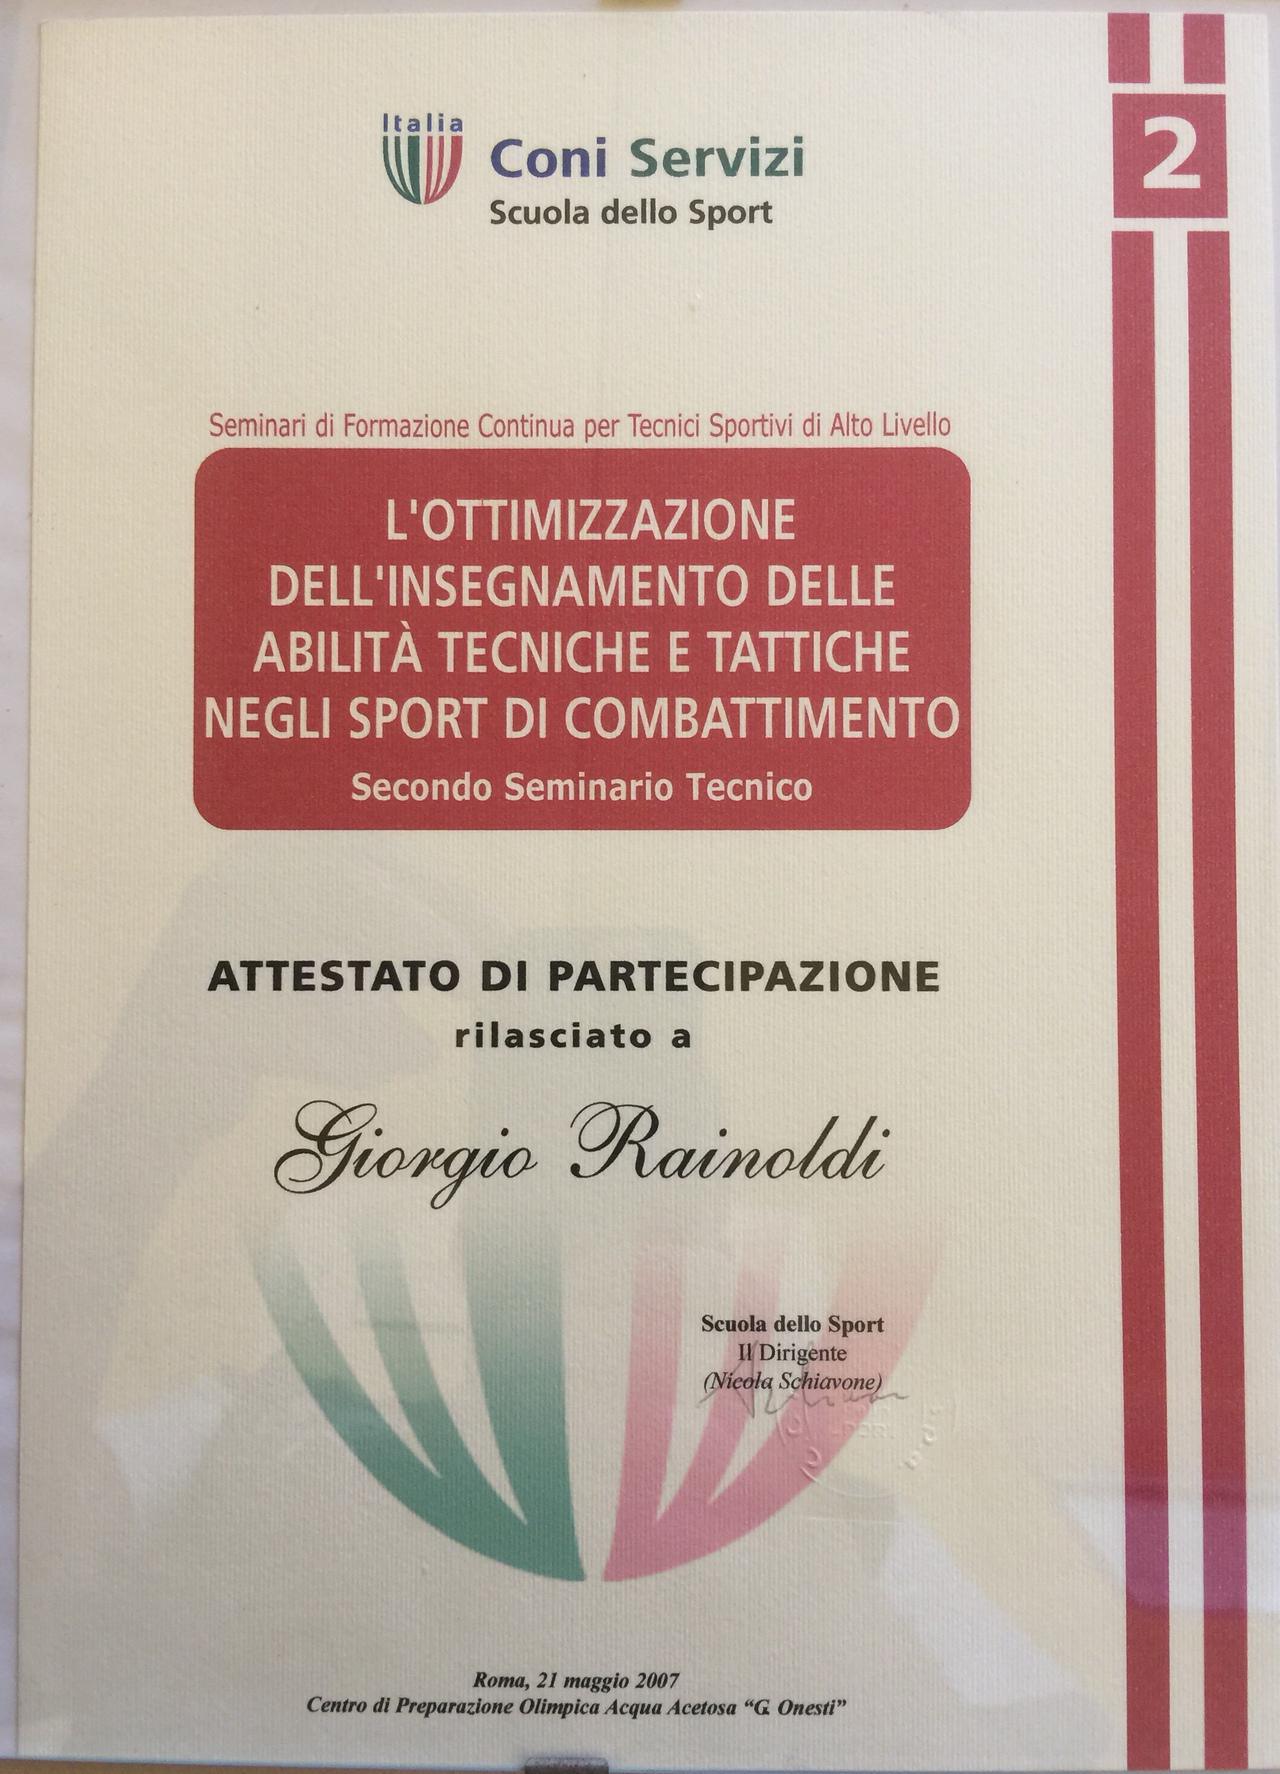 Italia
Coni Servizi
Scuola dello Sport
2
Seminari di Formazione Continua per Tecnici Sportivi di Alto Livello
L'OTTIMIZZAZIONE
DELL'INSEGNAMENTO DELLE
ABILITÀ TECNICHE E TATTICHE
NEGLI SPORT DI COMBATTIMENTO
Secondo Seminario Tecnico
ATTESTATO DI PARTECIPAZIONE
rilasciato a
Giorgio Rainoldi
Scuola dello Sport
Il Dirigente
(Nicola Schiavone)
Roma, 21 maggio 2007
Centro di Preparazione Olimpica Acqua Acetosa “G. Onesti”